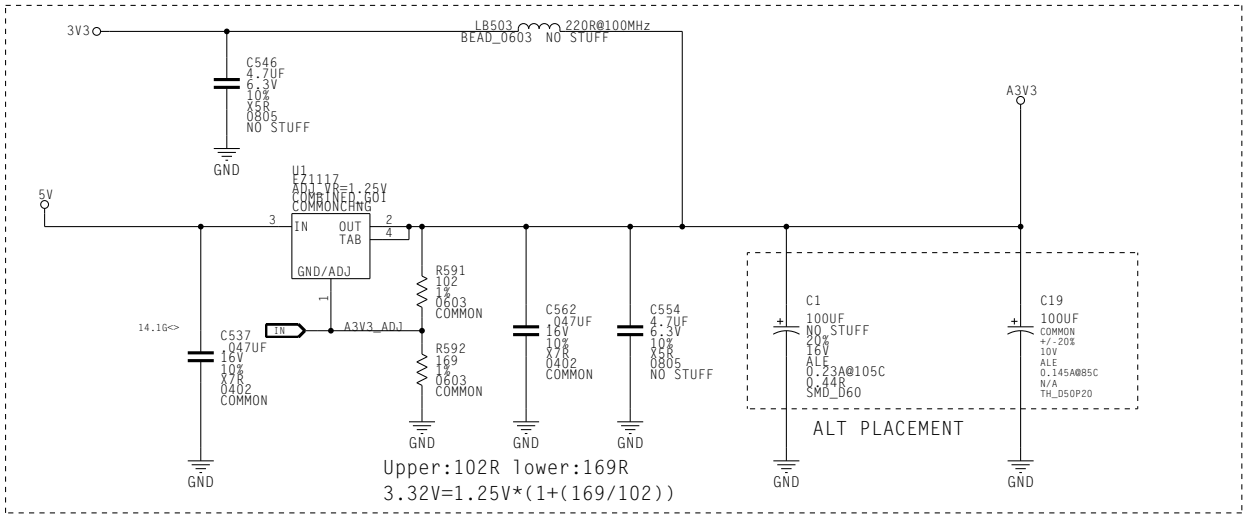 3V3
LB503 220R@100MHz
BEAD_0603 NO STUFF
C546
4.7UF
6.3V
10%
X5R
0805
NO STUFF
GND
A3V3
5V
U1
EZ1117
ADJ_VR=1.25V
COMBINED_GOI
COMMONCHNG
3 IN OUT 2
TAB 4
GND/ADJ
1
R591
102
1%
0603
COMMON
14.1G<>
IN
A3V3_ADJ
C537
.047UF
16V
10%
X7R
0402
COMMON
GND
R592
169
1%
0603
COMMON
GND
C562
.047UF
16V
10%
X7R
0402
COMMON
GND
C554
4.7UF
6.3V
10%
X5R
0805
NO STUFF
GND
C1
100UF
NO STUFF
20%
16V
ALE
0.23A@105C
0.44R
SMD_D60
GND
C19
100UF
COMMON
+/-20%
10V
ALE
0.145A@85C
N/A
TH_D50P20
GND
ALT PLACEMENT
Upper:102R lower:169R
3.32V=1.25V*(1+(169/102))